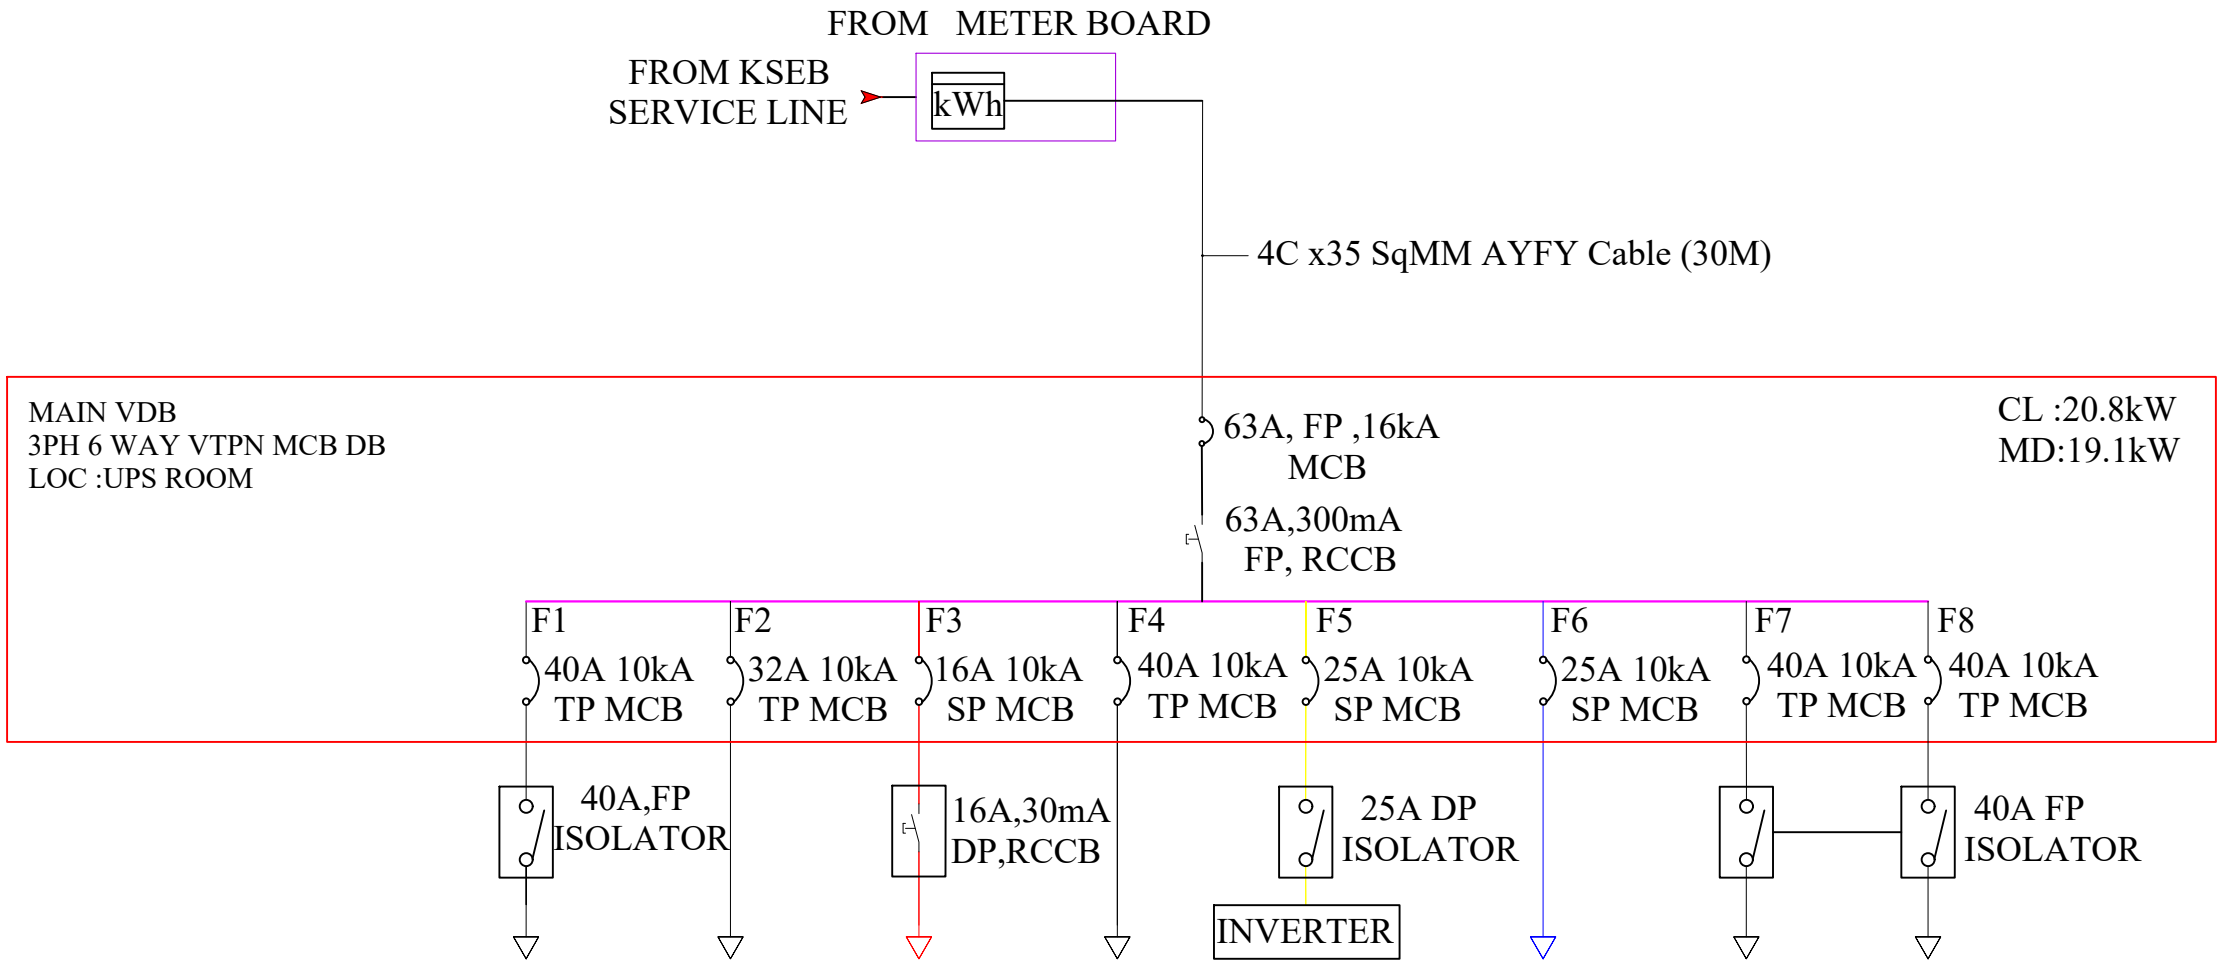 FROM METER BOARD
FROM KSEB
SERVICE LINE
kWh
4C x35 SqMM AYFY Cable (30M)
MAIN VDB
3PH 6 WAY VTPN MCB DB
LOC :UPS ROOM
CL :20.8kW
MD:19.1kW
63A, FP ,16kA
MCB
63A,300mA
FP, RCCB
F1
40A 10kA
TP MCB
F2
32A 10kA
TP MCB
F3
16A 10kA
SP MCB
F4
40A 10kA
TP MCB
F5
25A 10kA
SP MCB
F6
25A 10kA
SP MCB
F7
40A 10kA
TP MCB
F8
40A 10kA
TP MCB
40A,FP
ISOLATOR
16A,30mA
DP,RCCB
25A DP
ISOLATOR
40A FP
ISOLATOR
INVERTER